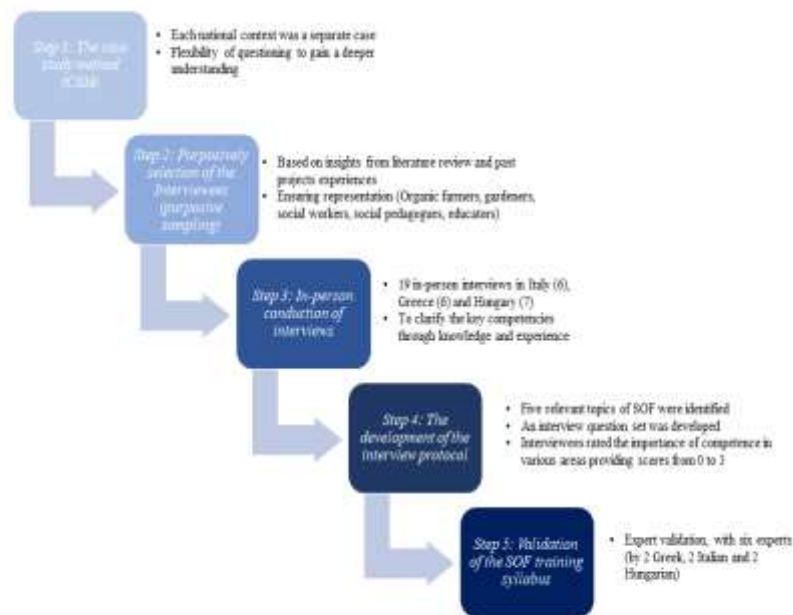 Step 1: The case
study method
(CSM)
• Each national context was a separate case
• Flexibility of questioning to gain a deeper
understanding
Step 2: Purposively
selection of the
Interviewees
(purposive
sampling)
• Based on insights from literature review and past
projects experiences
• Ensuring representation (Organic farmers, gardeners,
social workers, social pedagogues, educators)
Step 3: In-person
conduction of
interviews
• 19 in-person interviews in Italy (6),
Greece (6) and Hungary (7)
• To clarify the key competencies
through knowledge and experience
Step 4: The
development of the
interview protocol
• Five relevant topics of SOF were identified
• An interview question set was developed
• Interviewees rated the importance of competence in
various areas providing scores from 0 to 3
Step 5: Validation
of the SOF training
syllabus
• Expert validation, with six experts
(by 2 Greek, 2 Italian and 2
Hungarian)